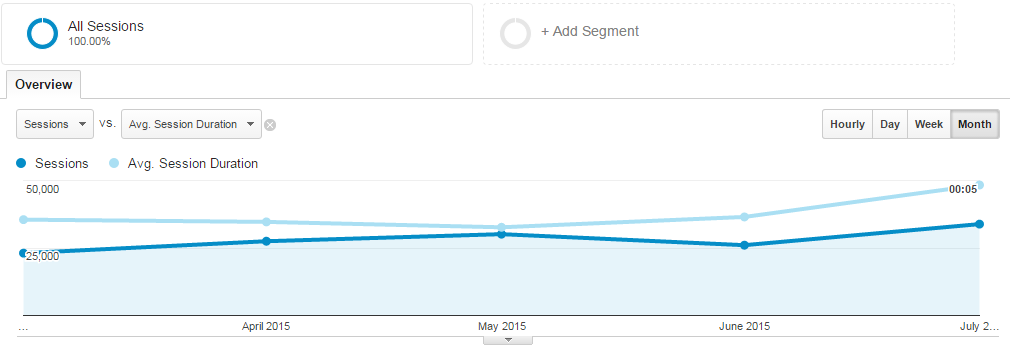 All Sessions
100.00%
+ Add Segment
Overview
Sessions vs. Avg. Session Duration
Hourly Day Week Month
Sessions Avg. Session Duration
50,000
00:05
25,000
... April 2015 May 2015 June 2015 July 2...